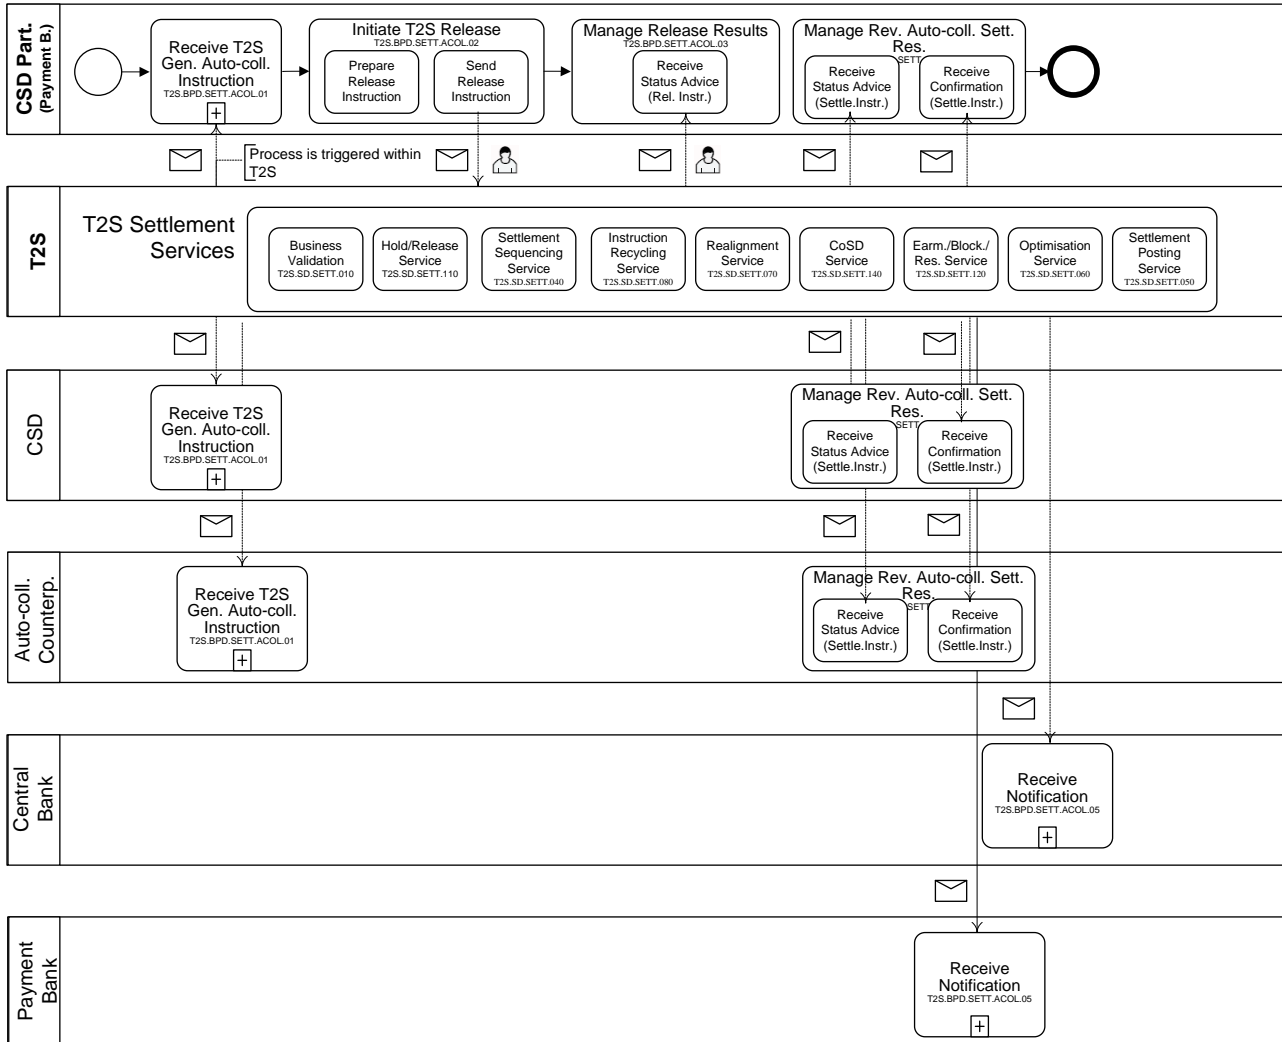 CSD Part.
(Payment B.)
Receive T2S
Gen. Auto-coll.
Instruction
T2S.BPD.SETT.ACOL.01
+
Initiate T2S Release
T2S.BPD.SETT.ACOL.02
Prepare
Release
Instruction
Send
Release
Instruction
Manage Release Results
T2S.BPD.SETT.ACOL.03
Receive
Status Advice
(Rel. Instr.)
Manage Rev. Auto-coll. Sett.
Res.
SETT
Receive
Status Advice
(Settle.Instr.)
Receive
Confirmation
(Settle.Instr.)
Process is triggered within
T2S
T2S
T2S Settlement
Services
Business
Validation
T2S.SD.SETT.010
Hold/Release
Service
T2S.SD.SETT.110
Settlement
Sequencing
Service
T2S.SD.SETT.040
Instruction
Recycling
Service
T2S.SD.SETT.080
Realignment
Service
T2S.SD.SETT.070
CoSD
Service
T2S.SD.SETT.140
Earm./Block./
Res. Service
T2S.SD.SETT.120
Optimisation
Service
T2S.SD.SETT.060
Settlement
Posting
Service
T2S.SD.SETT.050
CSD
Receive T2S
Gen. Auto-coll.
Instruction
T2S.BPD.SETT.ACOL.01
+
Manage Rev. Auto-coll. Sett.
Res.
SETT
Receive
Status Advice
(Settle.Instr.)
Receive
Confirmation
(Settle.Instr.)
Auto-coll.
Counterp.
Receive T2S
Gen. Auto-coll.
Instruction
T2S.BPD.SETT.ACOL.01
+
Manage Rev. Auto-coll. Sett.
Res.
SETT
Receive
Status Advice
(Settle.Instr.)
Receive
Confirmation
(Settle.Instr.)
Central
Bank
Receive
Notification
T2S.BPD.SETT.ACOL.05
+
Payment
Bank
Receive
Notification
T2S.BPD.SETT.ACOL.05
+